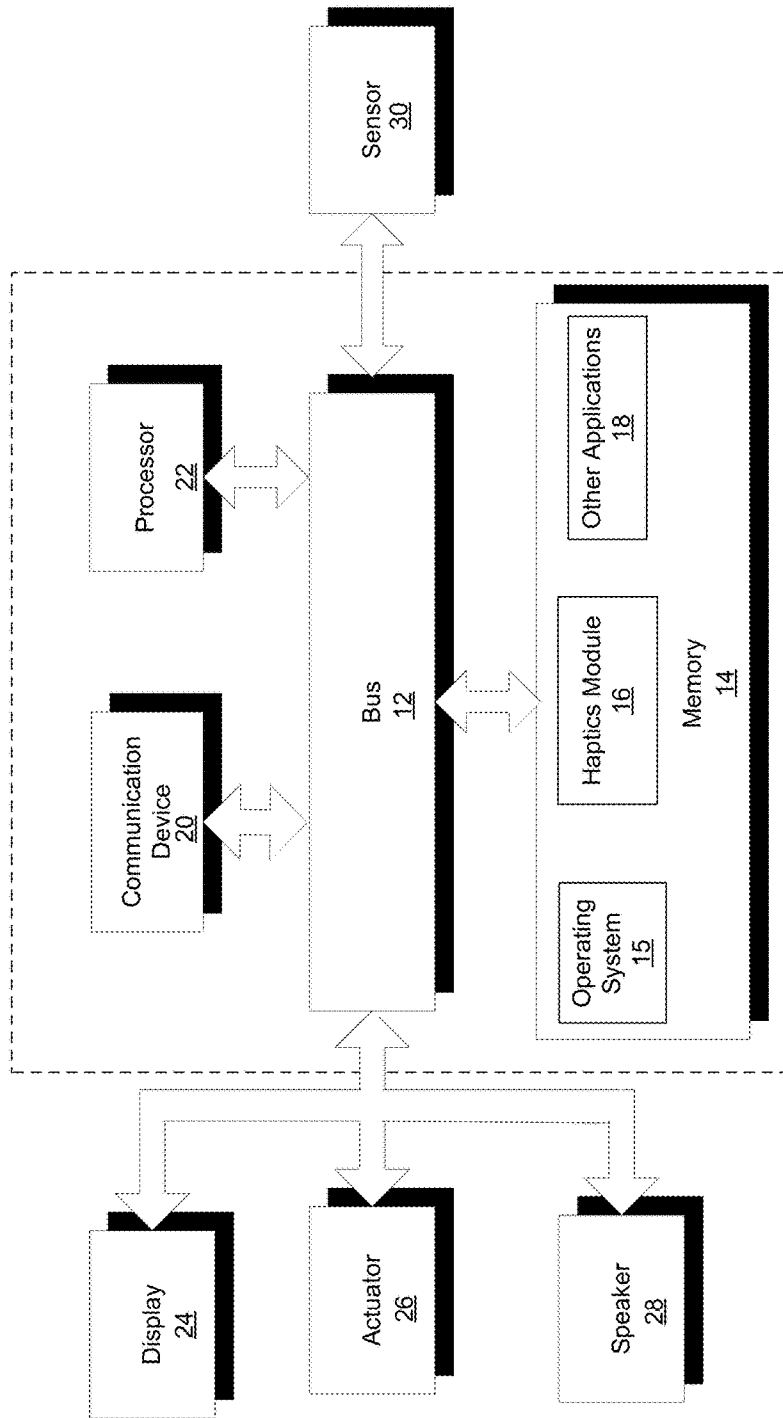 Display
24
Actuator
26
Speaker
28
Communication
Device
20
Processor
22
Bus
12
Operating
System
15
Haptics Module
16
Other Applications
18
Memory
14
Sensor
30